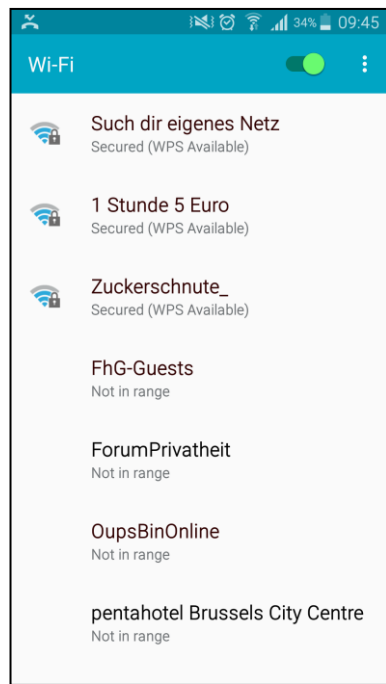 34% 09:45
Wi-Fi
Such dir eigenes Netz
Secured (WPS Available)
1 Stunde 5 Euro
Secured (WPS Available)
Zuckerschnute_
Secured (WPS Available)
FhG-Guests
Not in range
ForumPrivatheit
Not in range
OupsBinOnline
Not in range
pentahotel Brussels City Centre
Not in range